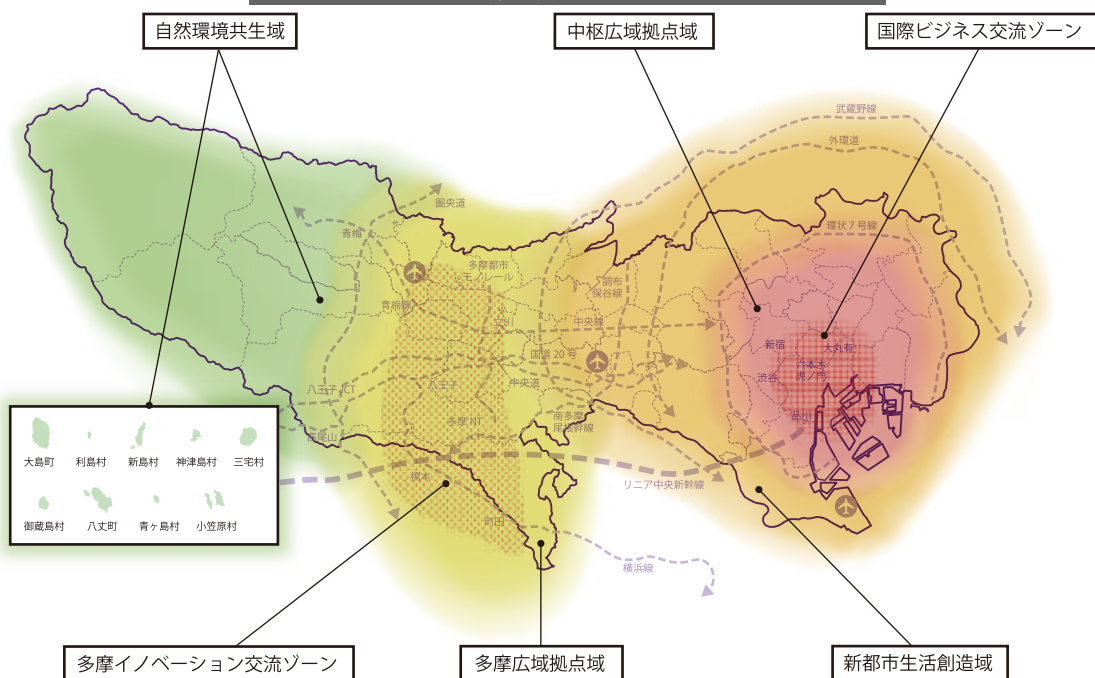 自然環境共生域
中枢広域拠点域
国際ビジネス交流ゾーン
武蔵野線
外環道
圏央道
環状7号線
青梅
多摩都市
モノレール
調布
保谷線
青梅線
立川
中央線
新宿
大丸有
国道20号
六本木
虎ノ門
渋谷
八王子JCT
八王子
中央道
品川
多摩NT
南多摩
尾根幹線
高尾山
橋本
リニア中央新幹線
町田
横浜線
大島町
利島村
新島村
神津島村
三宅村
御蔵島村
八丈町
青ヶ島村
小笠原村
多摩イノベーション交流ゾーン
多摩広域拠点域
新都市生活創造域